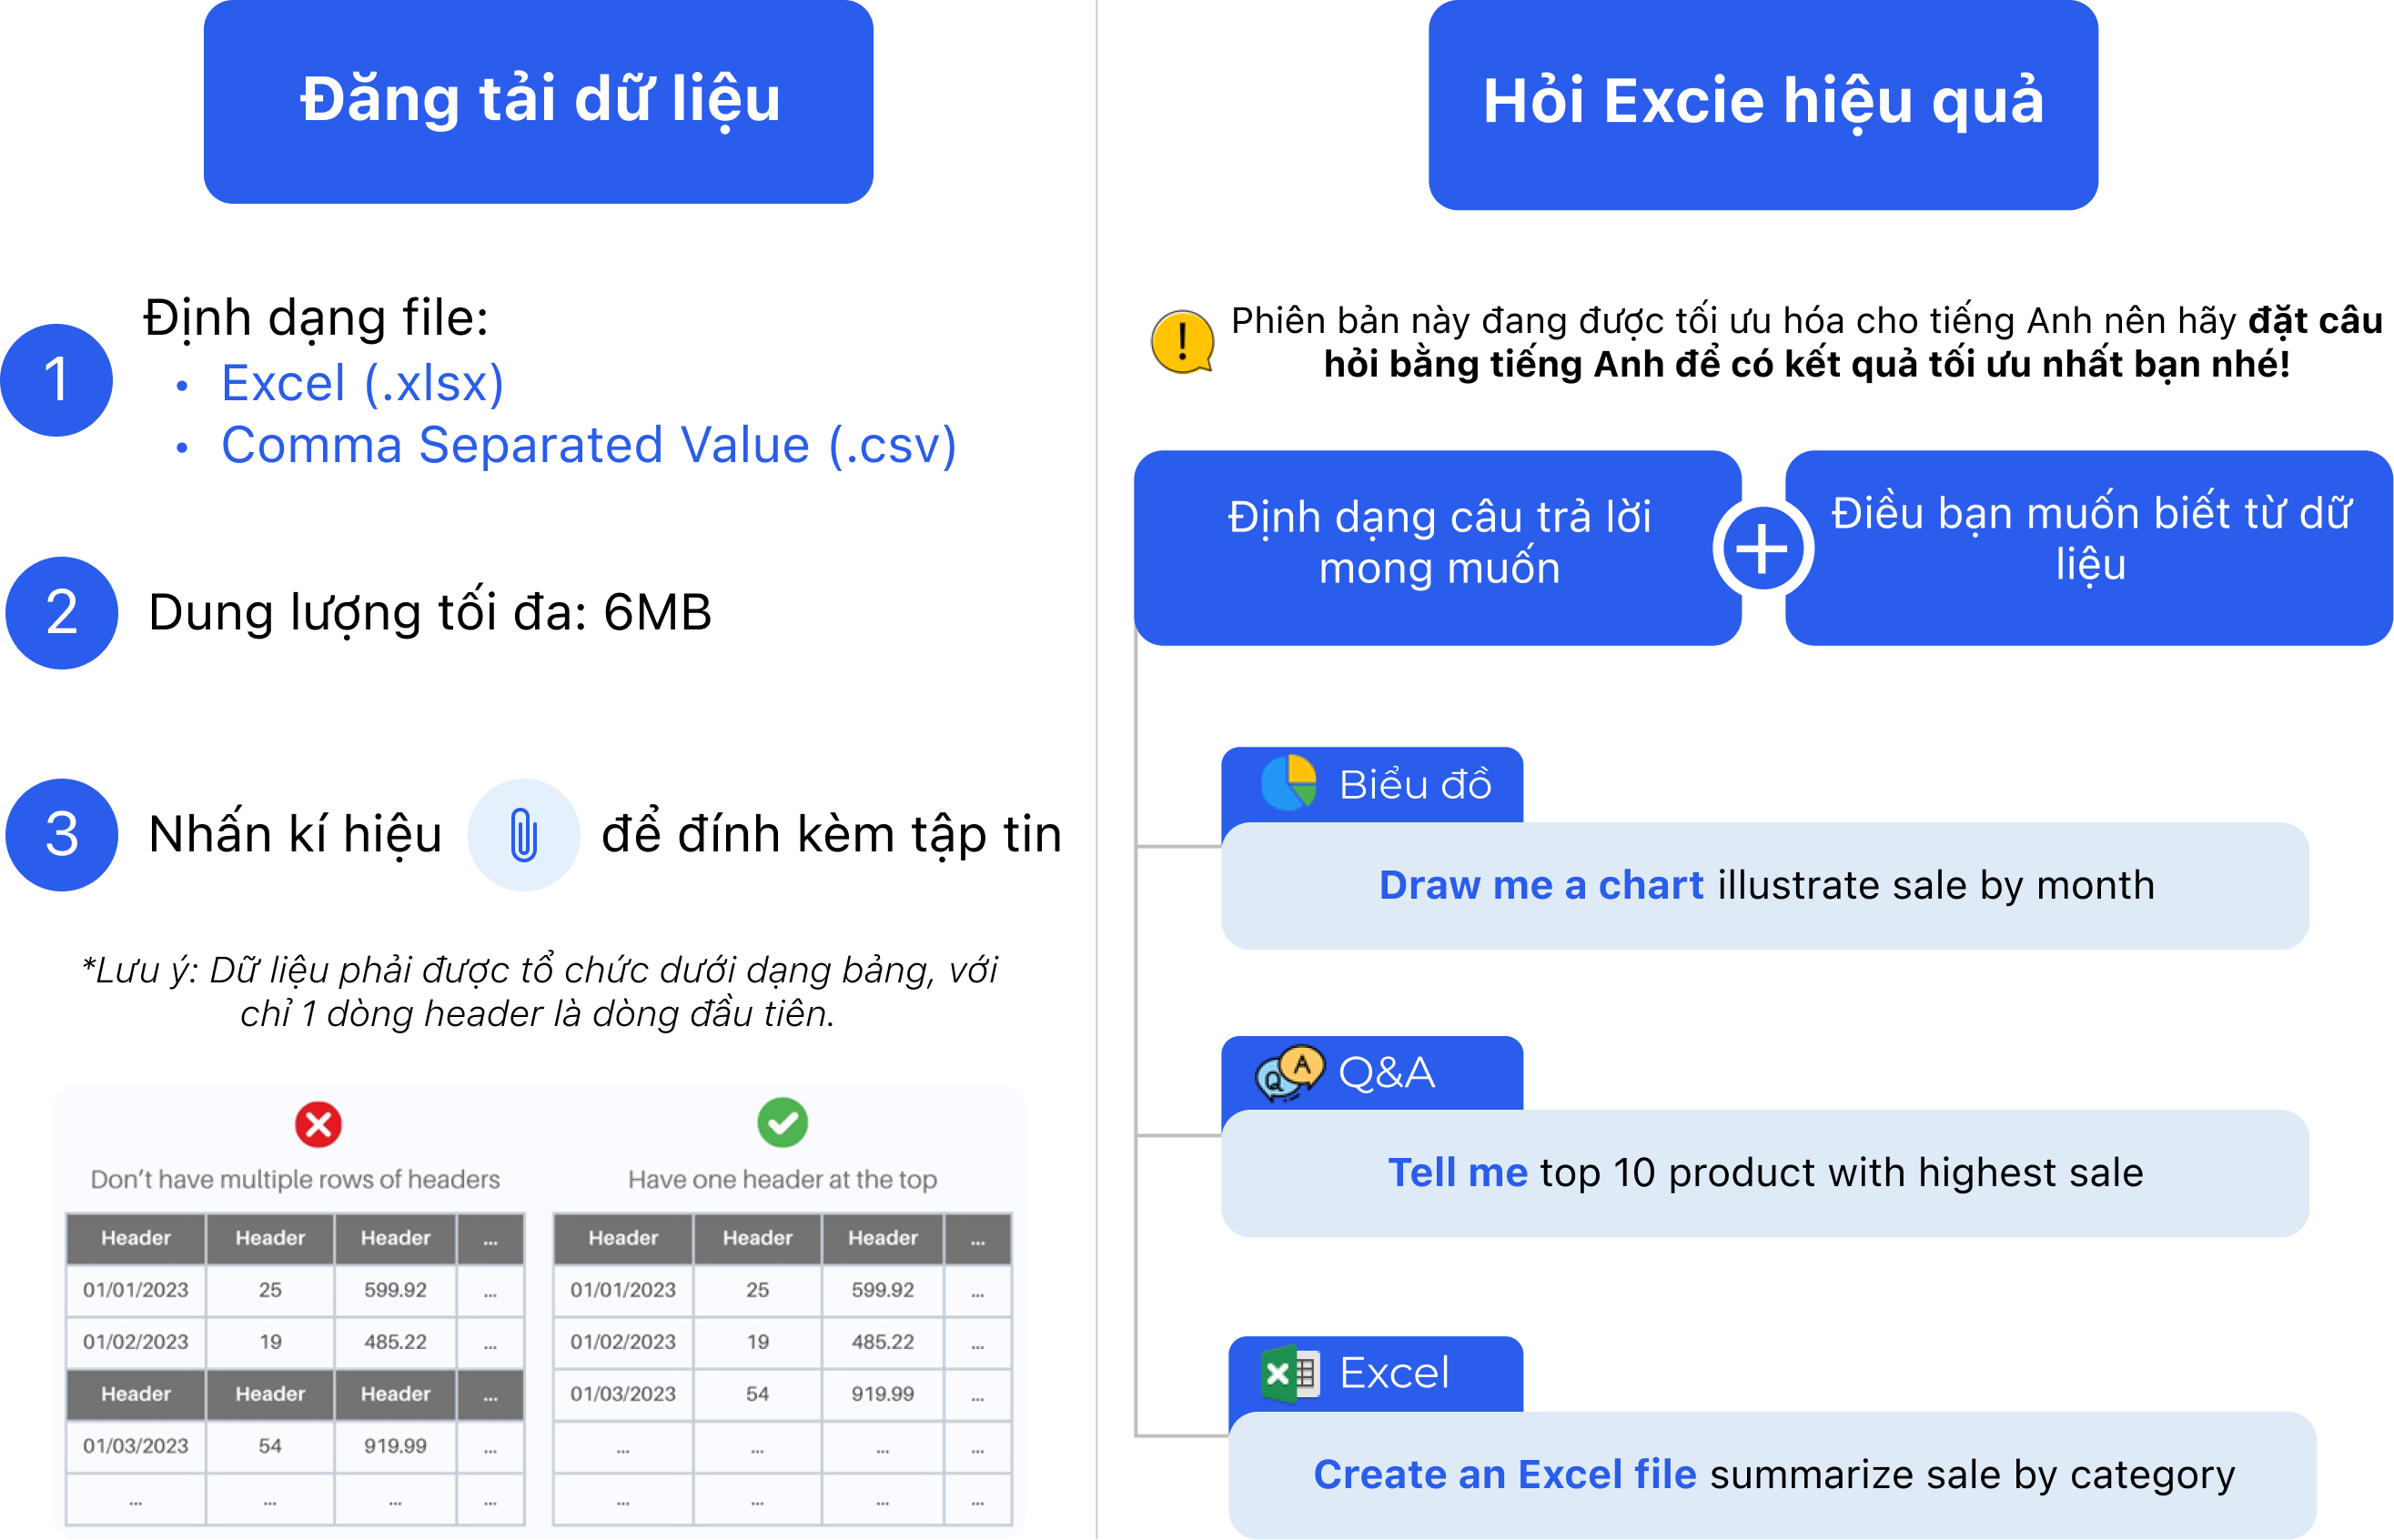 Đăng tải dữ liệu
1
Định dạng file:
• Excel (.xlsx)
• Comma Separated Value (.csv)
2
Dung lượng tối đa: 6MB
3
Nhấn kí hiệu để dính kèm tập tin
*Lưu ý: Dữ liệu phải được tổ chức dưới dạng bảng, với
chỉ 1 dòng header là dòng đầu tiên.
Don't have multiple rows of headers
Header Header Header ...
01/01/2023 25 599.92 ...
01/02/2023 19 485.22 ...
Header Header Header ...
01/03/2023 54 919.99 ...
... ... ... ...
Have one header at the top
Header Header Header ...
01/01/2023 25 599.92 ...
01/02/2023 19 485.22 ...
01/03/2023 54 919.99 ...
... ... ... ...
... ... ... ...
Hỏi Excie hiệu quả
!
Phiên bản này đang được tối ưu hóa cho tiếng Anh nên hãy đặt câu
hỏi bằng tiếng Anh để có kết quả tối ưu nhất bạn nhé!
Định dạng câu trả lời
mong muốn
+
Điều bạn muốn biết từ dữ
liệu
Biểu đồ
Draw me a chart illustrate sale by month
Q A
Q&A
Tell me top 10 product with highest sale
X
Excel
Create an Excel file summarize sale by category